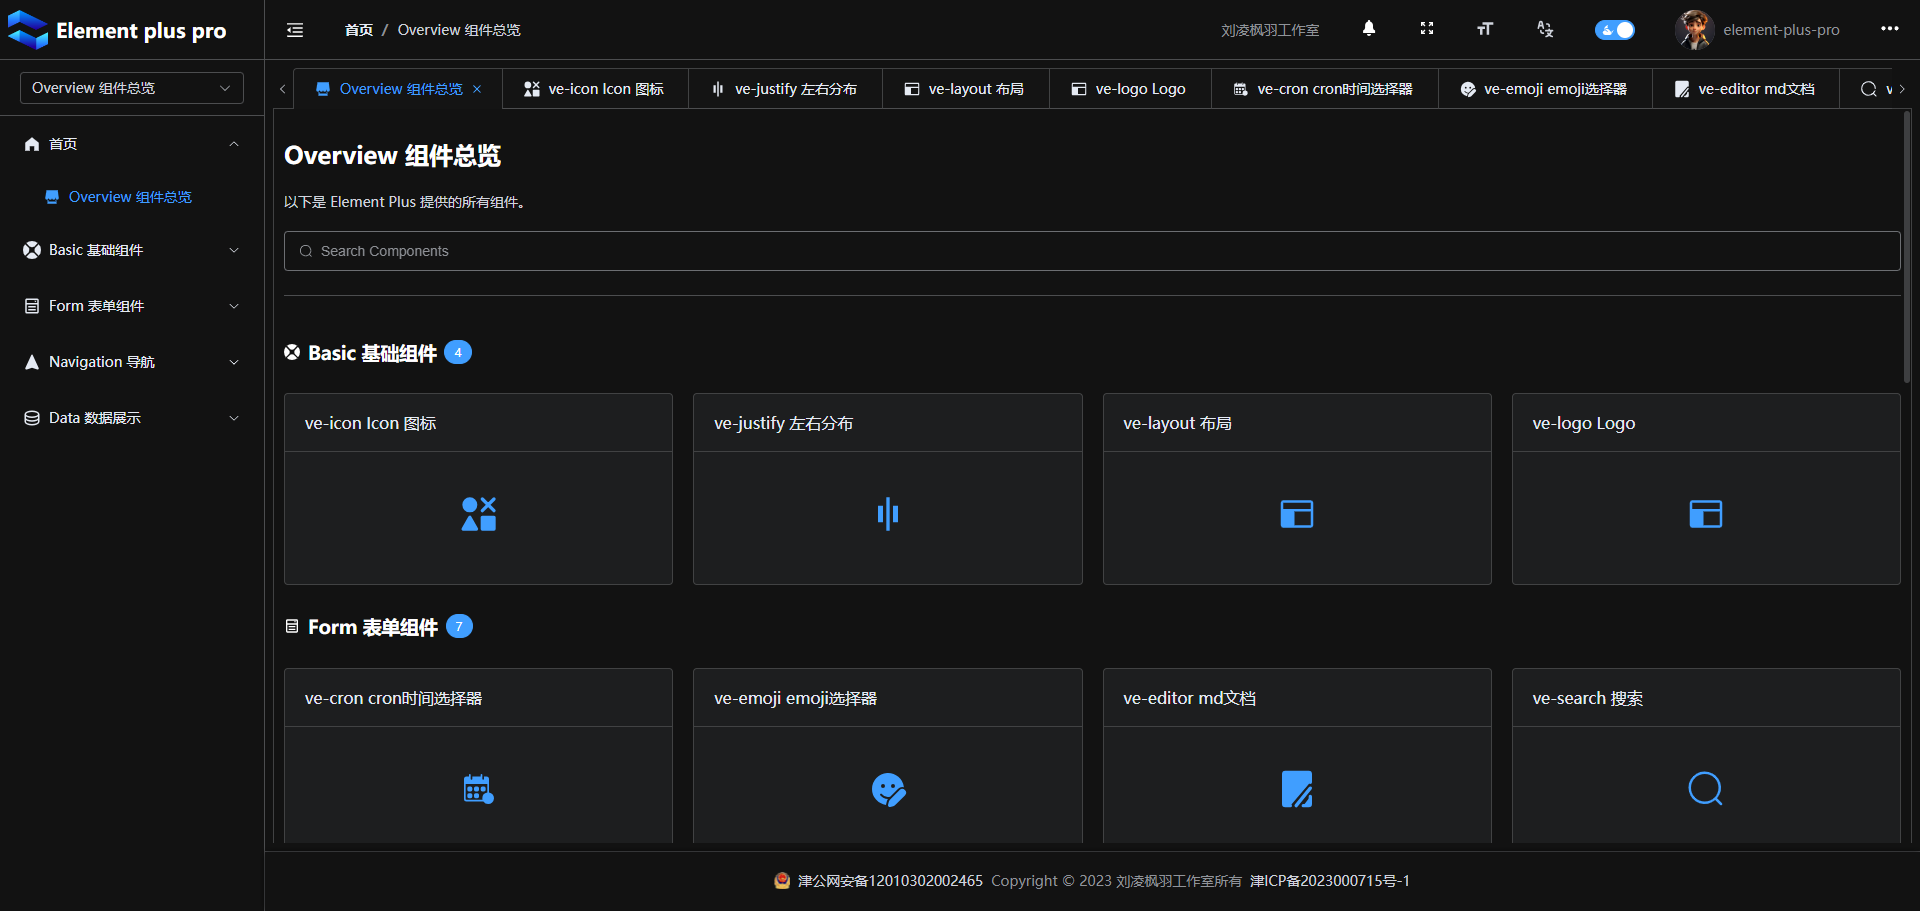 Element plus pro
首页 / Overview 组件总览
刘凌枫羽工作室
element-plus-pro
Overview 组件总览
首页
Overview 组件总览
Basic 基础组件
Form 表单组件
Navigation 导航
Data 数据展示
Overview 组件总览
ve-icon Icon 图标
ve-justify 左右分布
ve-layout 布局
ve-logo Logo
ve-cron cron时间选择器
ve-emoji emoji选择器
ve-editor md文档
Overview 组件总览
以下是 Element Plus 提供的所有组件。
Search Components
Basic 基础组件 4
ve-icon Icon 图标
ve-justify 左右分布
ve-layout 布局
ve-logo Logo
Form 表单组件 7
ve-cron cron时间选择器
ve-emoji emoji选择器
ve-editor md文档
ve-search 搜索
津公网安备12010302002465 Copyright © 2023 刘凌枫羽工作室所有 津ICP备2023000715号-1